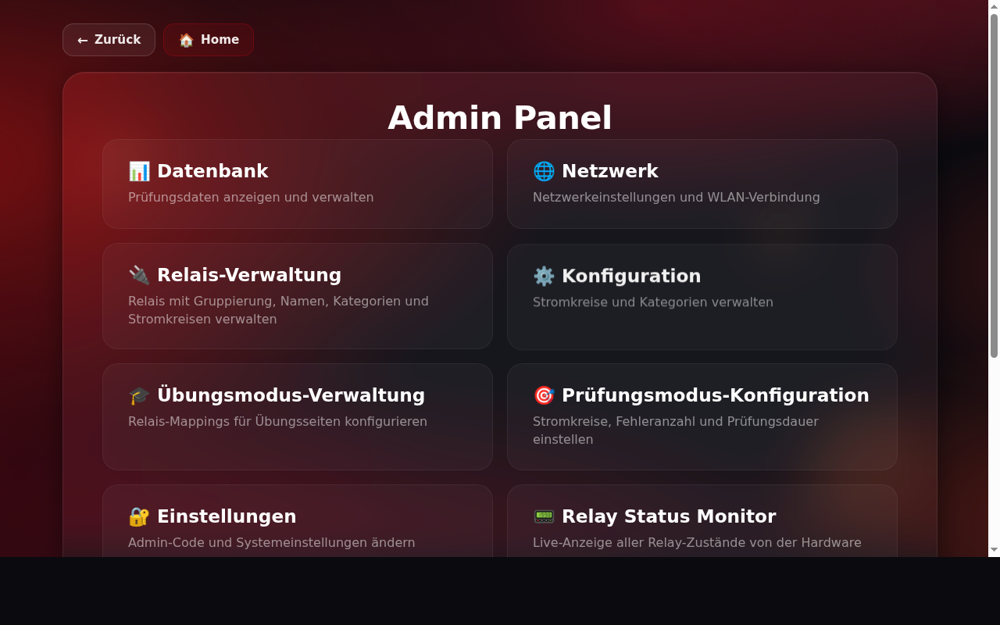 ← Zurück
🏠 Home
Admin Panel
📊 Datenbank
Prüfungsdaten anzeigen und verwalten
🌐 Netzwerk
Netzwerkeinstellungen und WLAN-Verbindung
🔌 Relais-Verwaltung
Relais mit Gruppierung, Namen, Kategorien und
Stromkreisen verwalten
⚙️ Konfiguration
Stromkreise und Kategorien verwalten
🎓 Übungsmodus-Verwaltung
Relais-Mappings für Übungsseiten konfigurieren
🎯 Prüfungsmodus-Konfiguration
Stromkreise, Fehleranzahl und Prüfungsdauer
einstellen
🔐 Einstellungen
Admin-Code und Systemeinstellungen ändern
📟 Relay Status Monitor
Live-Anzeige aller Relay-Zustände von der Hardware